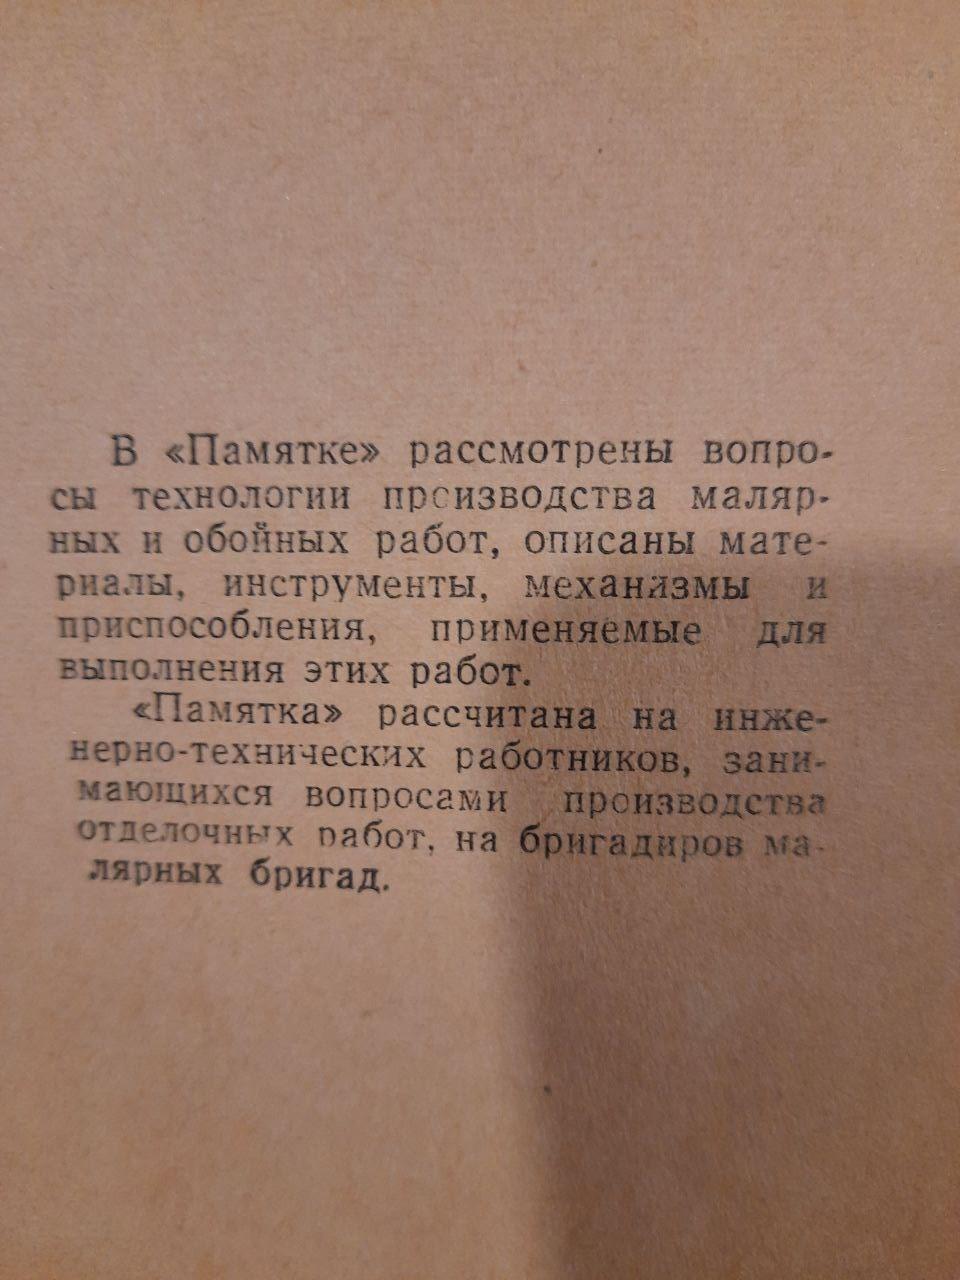 В «Памятке» рассмотрены вопро-
сы технологии производства маляр-
ных и обойных работ, описаны мате-
риалы, инструменты, механизмы и
приспособления, применяемые для
выполнения этих работ.
«Памятка» рассчитана на инже-
нерно-технических работников, зани-
мающихся вопросами производства
отделочных работ, на бригадиров ма-
лярных бригад.